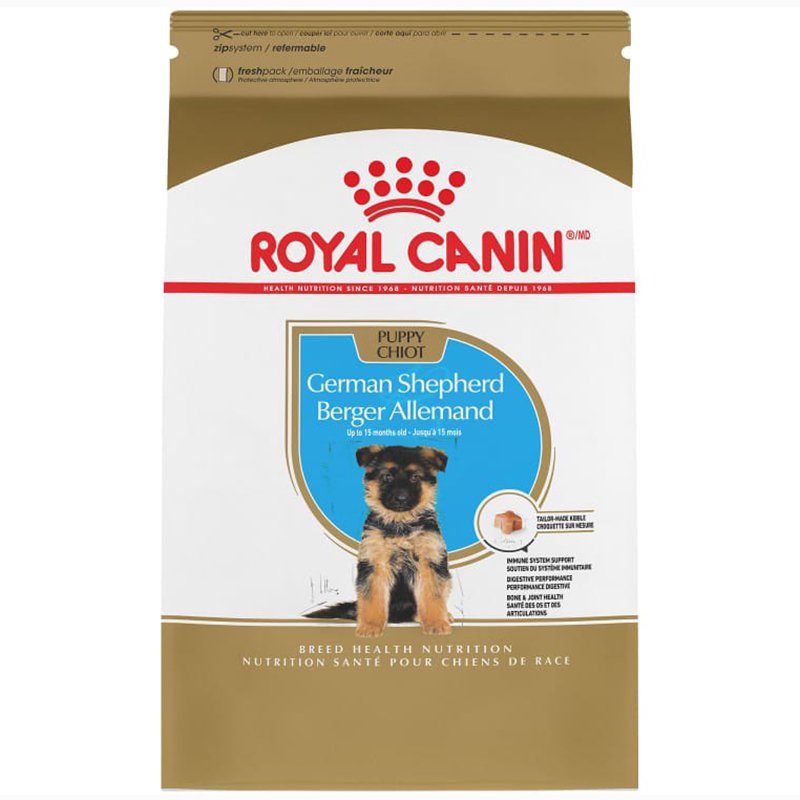 cut here to open / couper ici pour ouvrir / corte aquí para abrir
zipsystem / refermable
freshpack / emballage fraîcheur
Protective atmosphere / Atmosphère protectrice
ROYAL CANIN ®/MD
HEALTH NUTRITION SINCE 1968 - NUTRITION SANTÉ DEPUIS 1968
PUPPY
CHIOT
German Shepherd
Berger Allemand
Up to 15 months old - Jusqu'à 15 mois
TAILOR-MADE KIBBLE
CROQUETTE SUR MESURE
IMMUNE SYSTEM SUPPORT
SOUTIEN DU SYSTÈME IMMUNITAIRE
DIGESTIVE PERFORMANCE
PERFORMANCE DIGESTIVE
BONE & JOINT HEALTH
SANTÉ DES OS ET DES
ARTICULATIONS
BREED HEALTH NUTRITION
NUTRITION SANTÉ POUR CHIENS DE RACE